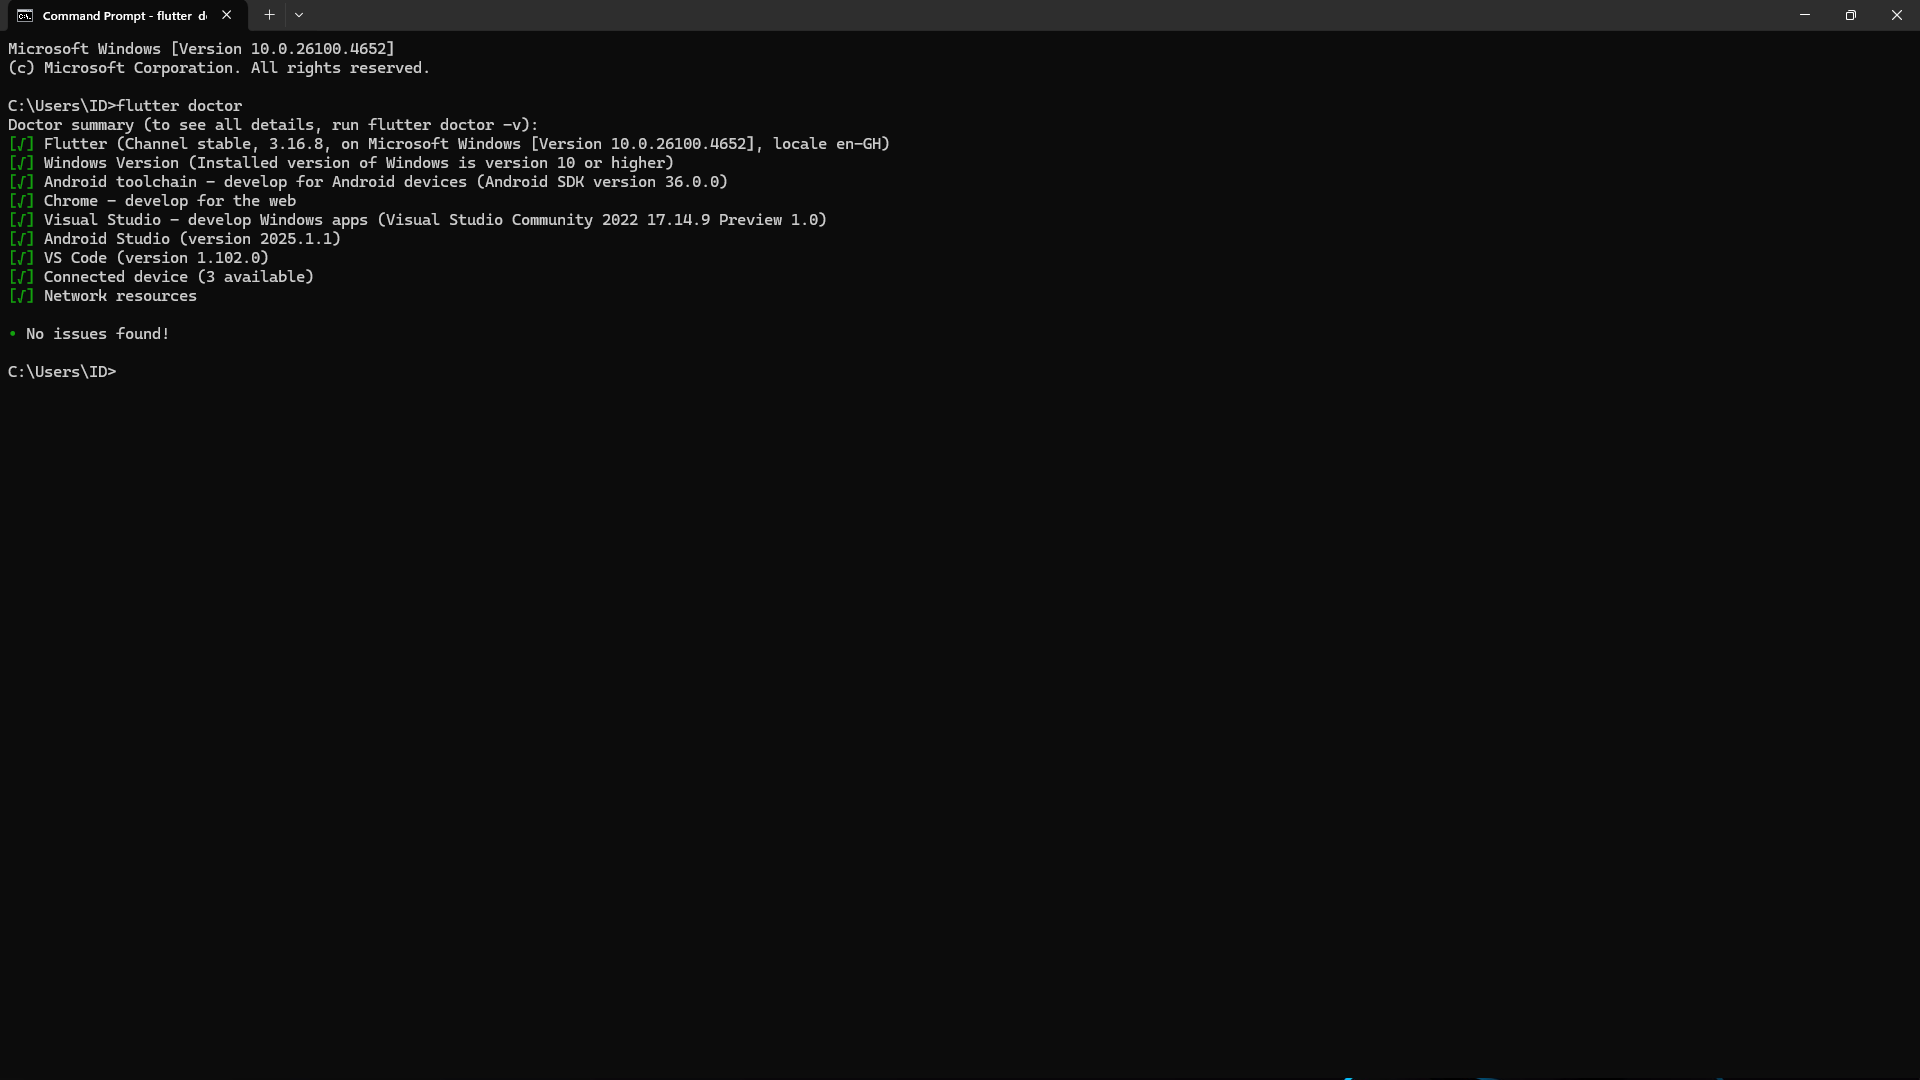 Command Prompt - flutter d
Microsoft Windows [Version 10.0.26100.4652]
(c) Microsoft Corporation. All rights reserved.
C:\Users\ID>flutter doctor
Doctor summary (to see all details, run flutter doctor -v):
[√] Flutter (Channel stable, 3.16.8, on Microsoft Windows [Version 10.0.26100.4652], locale en-GH)
[√] Windows Version (Installed version of Windows is version 10 or higher)
[√] Android toolchain - develop for Android devices (Android SDK version 36.0.0)
[√] Chrome - develop for the web
[√] Visual Studio - develop Windows apps (Visual Studio Community 2022 17.14.9 Preview 1.0)
[√] Android Studio (version 2025.1.1)
[√] VS Code (version 1.102.0)
[√] Connected device (3 available)
[√] Network resources
• No issues found!
C:\Users\ID>